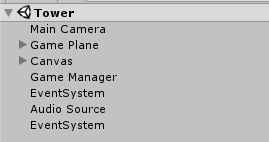 Tower
Main Camera
Game Plane
Canvas
Game Manager
EventSystem
Audio Source
EventSystem